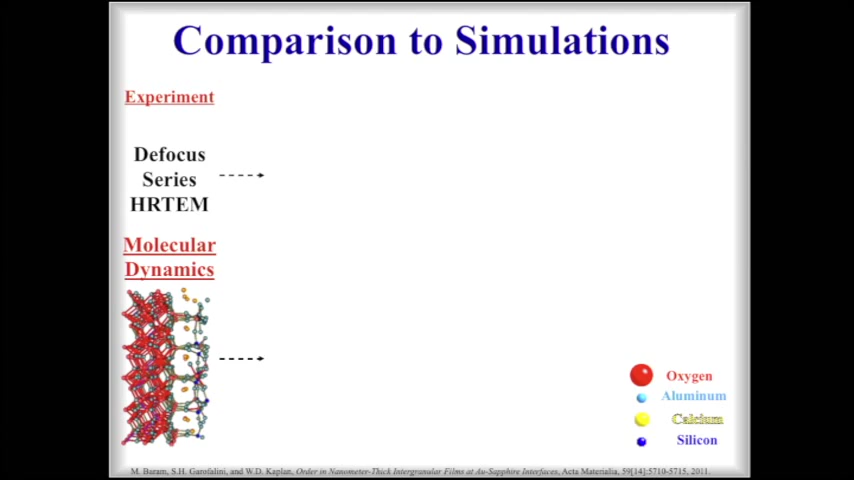 Comparison to Simulations
Experiment
Defocus
Series
HRTEM
Molecular
Dynamics
Oxygen
Aluminum
Calcium
Silicon
M. Baram, S.H. Garofalini, and W.D. Kaplan, Order in Nanometer-Thick Intergranular Films at Au-Sapphire Interfaces, Acta Materialia, 59[14]:5710-5715, 2011.